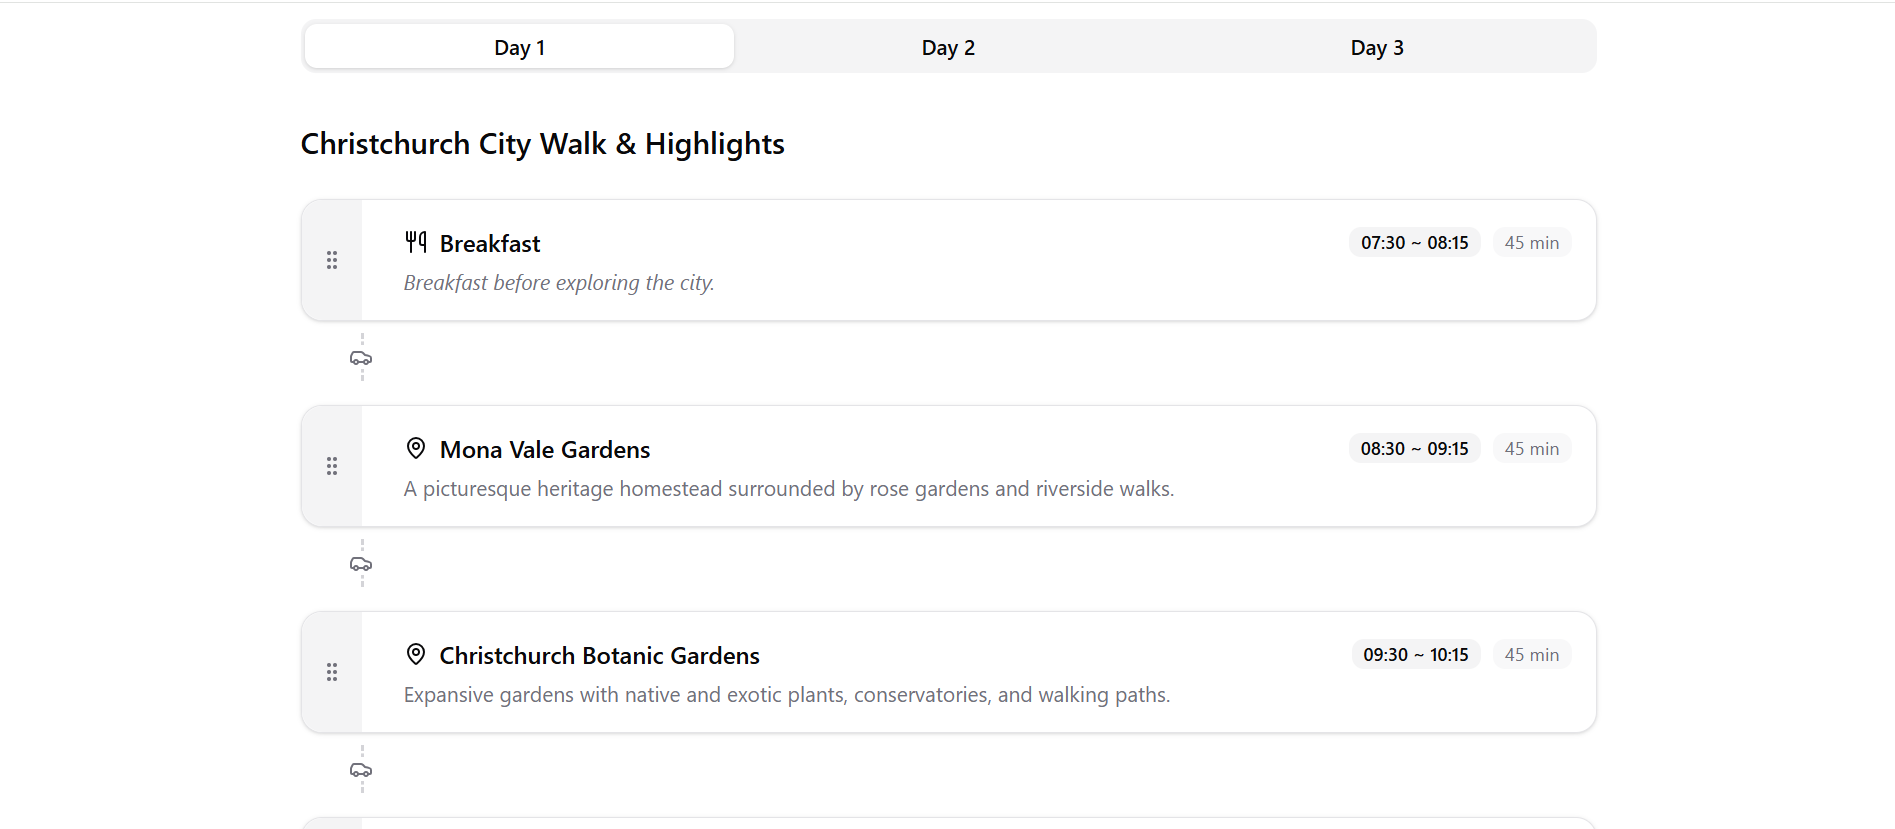 Day 1
Day 2
Day 3
Christchurch City Walk & Highlights
Breakfast
07:30 ~ 08:15
45 min
Breakfast before exploring the city.
Mona Vale Gardens
08:30 ~ 09:15
45 min
A picturesque heritage homestead surrounded by rose gardens and riverside walks.
Christchurch Botanic Gardens
09:30 ~ 10:15
45 min
Expansive gardens with native and exotic plants, conservatories, and walking paths.